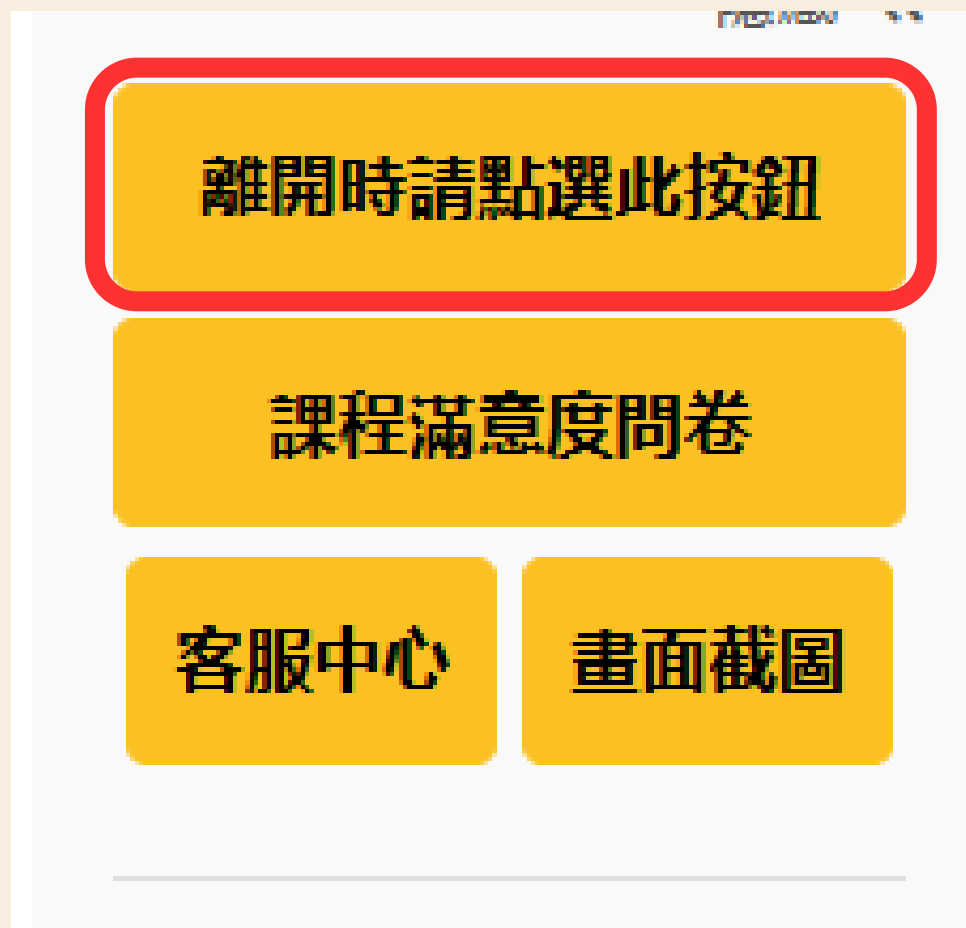 離開時請點選此按鈕
課程滿意度問卷
客服中心
畫面截圖